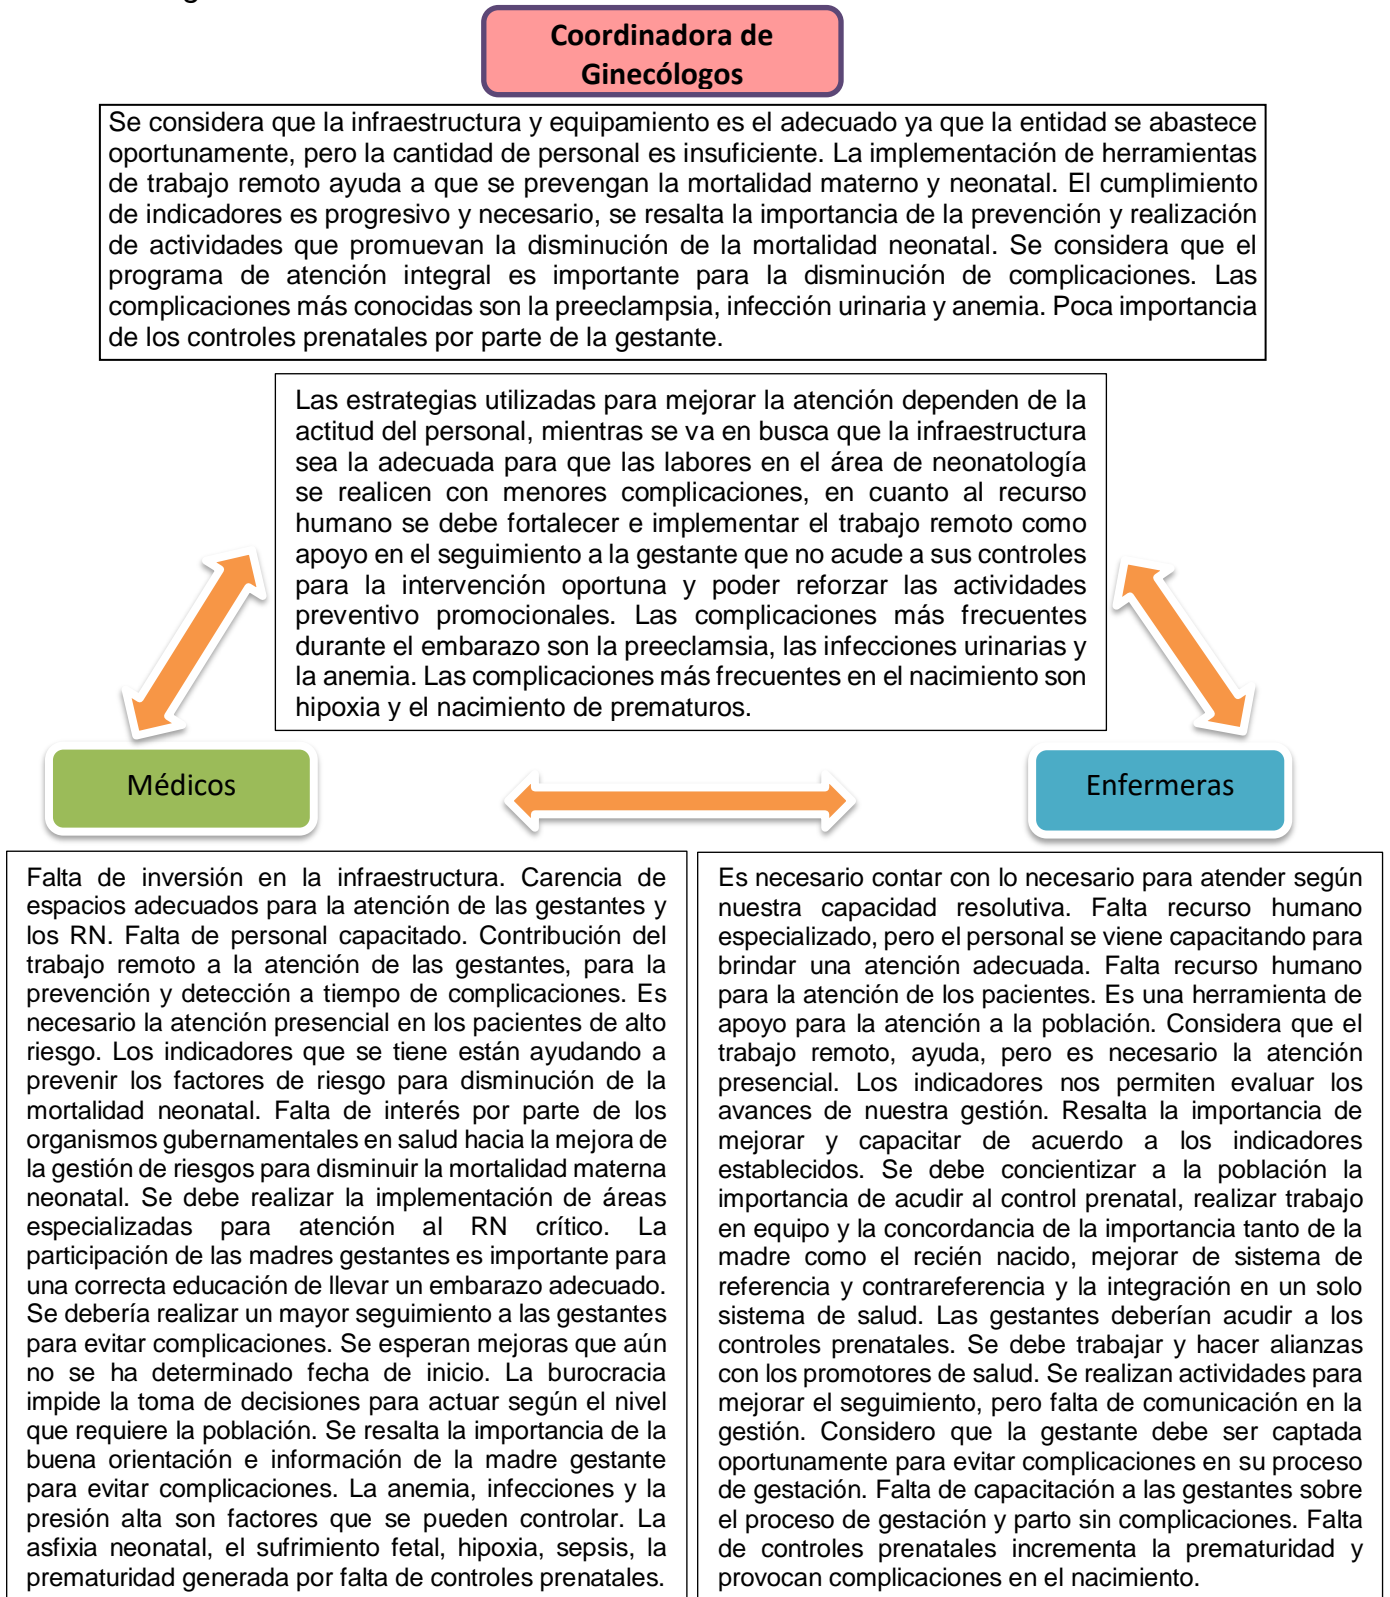 Coordinadora de
Ginecólogos
Se considera que la infraestructura y equipamiento es el adecuado ya que la entidad se abastece
oportunamente, pero la cantidad de personal es insuficiente. La implementación de herramientas
de trabajo remoto ayuda a que se prevengan la mortalidad materno y neonatal. El cumplimiento
de indicadores es progresivo y necesario, se resalta la importancia de la prevención y realización
de actividades que promuevan la disminución de la mortalidad neonatal. Se considera que el
programa de atención integral es importante para la disminución de complicaciones. Las
complicaciones más conocidas son la preeclampsia, infección urinaria y anemia. Poca importancia
de los controles prenatales por parte de la gestante.
Las estrategias utilizadas para mejorar la atención dependen de la
actitud del personal, mientras se va en busca que la infraestructura
sea la adecuada para que las labores en el área de neonatología
se realicen con menores complicaciones, en cuanto al recurso
humano se debe fortalecer e implementar el trabajo remoto como
apoyo en el seguimiento a la gestante que no acude a sus controles
para la intervención oportuna y poder reforzar las actividades
preventivo promocionales. Las complicaciones más frecuentes
durante el embarazo son la preeclamsia, las infecciones urinarias y
la anemia. Las complicaciones más frecuentes en el nacimiento son
hipoxia y el nacimiento de prematuros.
Médicos
Enfermeras
Falta de inversión en la infraestructura. Carencia de
espacios adecuados para la atención de las gestantes y
los RN. Falta de personal capacitado. Contribución del
trabajo remoto a la atención de las gestantes, para la
prevención y detección a tiempo de complicaciones. Es
necesario la atención presencial en los pacientes de alto
riesgo. Los indicadores que se tiene están ayudando a
prevenir los factores de riesgo para disminución de la
mortalidad neonatal. Falta de interés por parte de los
organismos gubernamentales en salud hacia la mejora de
la gestión de riesgos para disminuir la mortalidad materna
neonatal. Se debe realizar la implementación de áreas
especializadas para atención al RN crítico. La
participación de las madres gestantes es importante para
una correcta educación de llevar un embarazo adecuado.
Se debería realizar un mayor seguimiento a las gestantes
para evitar complicaciones. Se esperan mejoras que aún
no se ha determinado fecha de inicio. La burocracia
impide la toma de decisiones para actuar según el nivel
que requiere la población. Se resalta la importancia de la
buena orientación e información de la madre gestante
para evitar complicaciones. La anemia, infecciones y la
presión alta son factores que se pueden controlar. La
asfixia neonatal, el sufrimiento fetal, hipoxia, sepsis, la
prematuridad generada por falta de controles prenatales.
Es necesario contar con lo necesario para atender según
nuestra capacidad resolutiva. Falta recurso humano
especializado, pero el personal se viene capacitando para
brindar una atención adecuada. Falta recurso humano
para la atención de los pacientes. Es una herramienta de
apoyo para la atención a la población. Considera que el
trabajo remoto, ayuda, pero es necesario la atención
presencial. Los indicadores nos permiten evaluar los
avances de nuestra gestión. Resalta la importancia de
mejorar y capacitar de acuerdo a los indicadores
establecidos. Se debe concientizar a la población la
importancia de acudir al control prenatal, realizar trabajo
en equipo y la concordancia de la importancia tanto de la
madre como el recién nacido, mejorar de sistema de
referencia y contrareferencia y la integración en un solo
sistema de salud. Las gestantes deberían acudir a los
controles prenatales. Se debe trabajar y hacer alianzas
con los promotores de salud. Se realizan actividades para
mejorar el seguimiento, pero falta de comunicación en la
gestión. Considero que la gestante debe ser captada
oportunamente para evitar complicaciones en su proceso
de gestación. Falta de capacitación a las gestantes sobre
el proceso de gestación y parto sin complicaciones. Falta
de controles prenatales incrementa la prematuridad y
provocan complicaciones en el nacimiento.